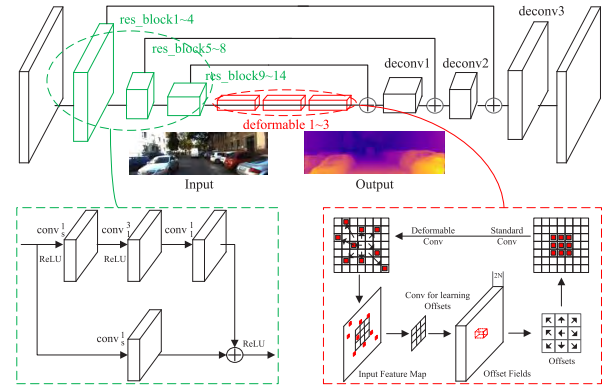 res_block1~4
deconv3
res_block5~8
deconv1
deconv2
res_block9~14
deformable 1~3
Input
Output
conv 1 s
conv 3 1
conv 1 1
ReLU
ReLU
conv 1 s
ReLU
Deformable
Conv
Standard
Conv
Conv for learning
Offsets
2N
Input Feature Map
Offset Fields
Offsets